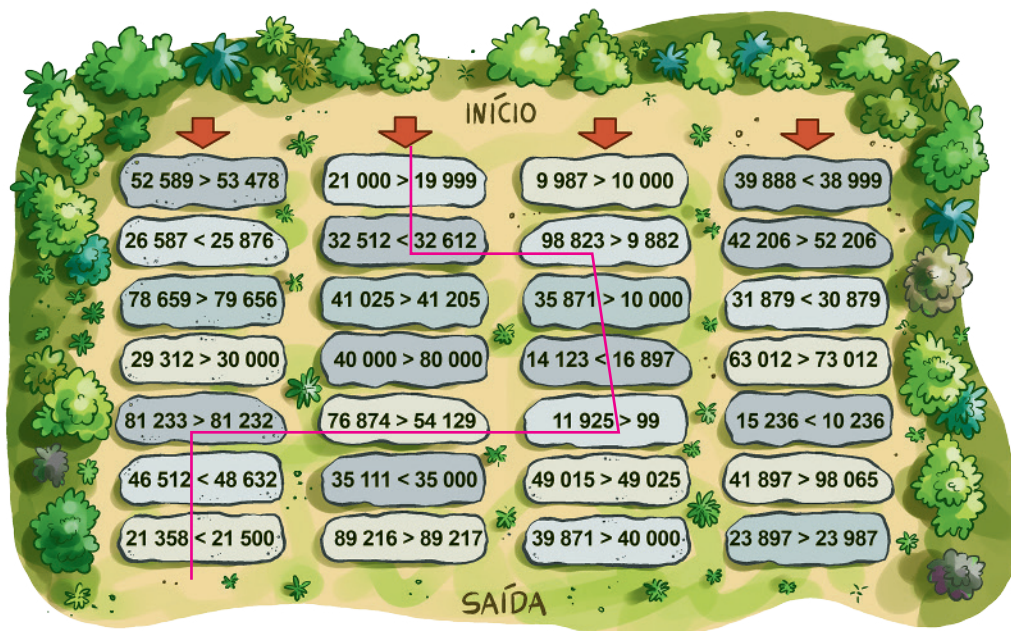 INÍCIO
52 589 > 53 478 21 000 > 19 999 9 987 > 10 000 39 888 < 38 999
26 587 < 25 876 32 512 < 32 612 98 823 > 9 882 42 206 > 52 206
78 659 > 79 656 41 025 > 41 205 35 871 > 10 000 31 879 < 30 879
29 312 > 30 000 40 000 > 80 000 14 123 < 16 897 63 012 > 73 012
81 233 > 81 232 76 874 > 54 129 11 925 > 99 15 236 < 10 236
46 512 < 48 632 35 111 < 35 000 49 015 > 49 025 41 897 > 98 065
21 358 < 21 500 89 216 > 89 217 39 871 > 40 000 23 897 > 23 987
SAÍDA